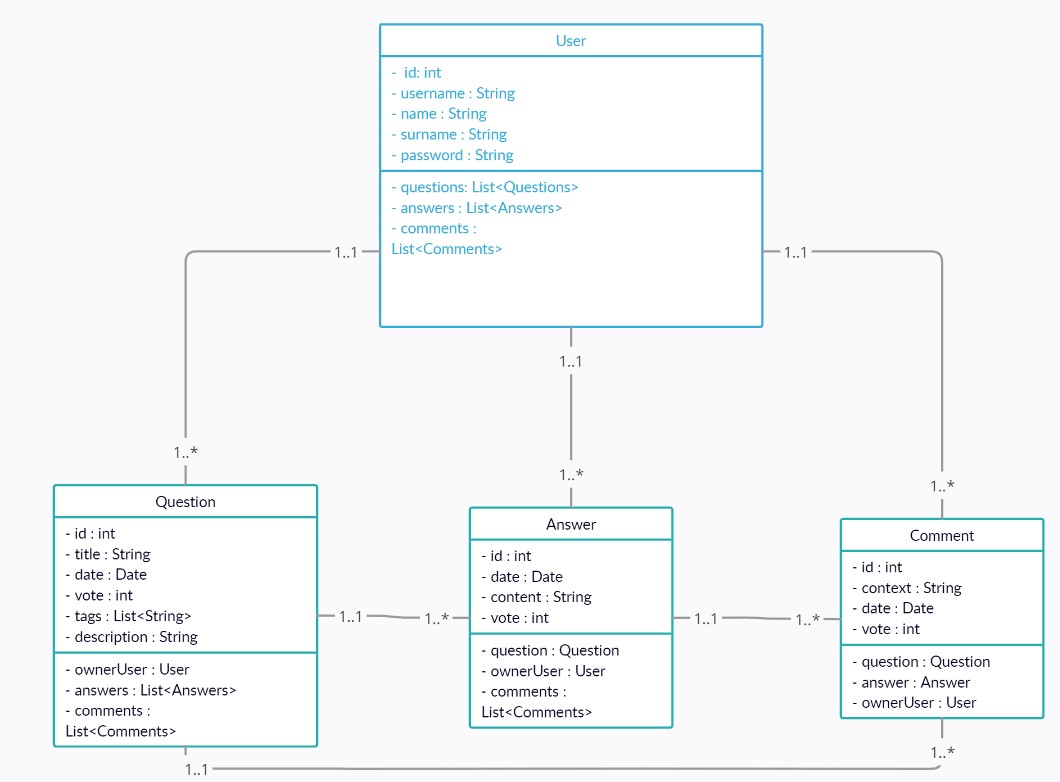 User
- id: int
- username : String
- name : String
- surname : String
- password : String
- questions: List<Questions>
- answers : List<Answers>
- comments :
List<Comments>
1..1
1..1
1..1
1..*
1..*
1..*
Question
- id : int
- title : String
- date : Date
- vote : int
- tags : List<String>
- description : String
- ownerUser : User
- answers : List<Answers>
- comments :
List<Comments>
1..1
1..*
Answer
- id : int
- date : Date
- content : String
- vote : int
- question : Question
- ownerUser : User
- comments :
List<Comments>
1..1
1..*
Comment
- id : int
- context : String
- date : Date
- vote : int
- question : Question
- answer : Answer
- ownerUser : User
1..*
1..1